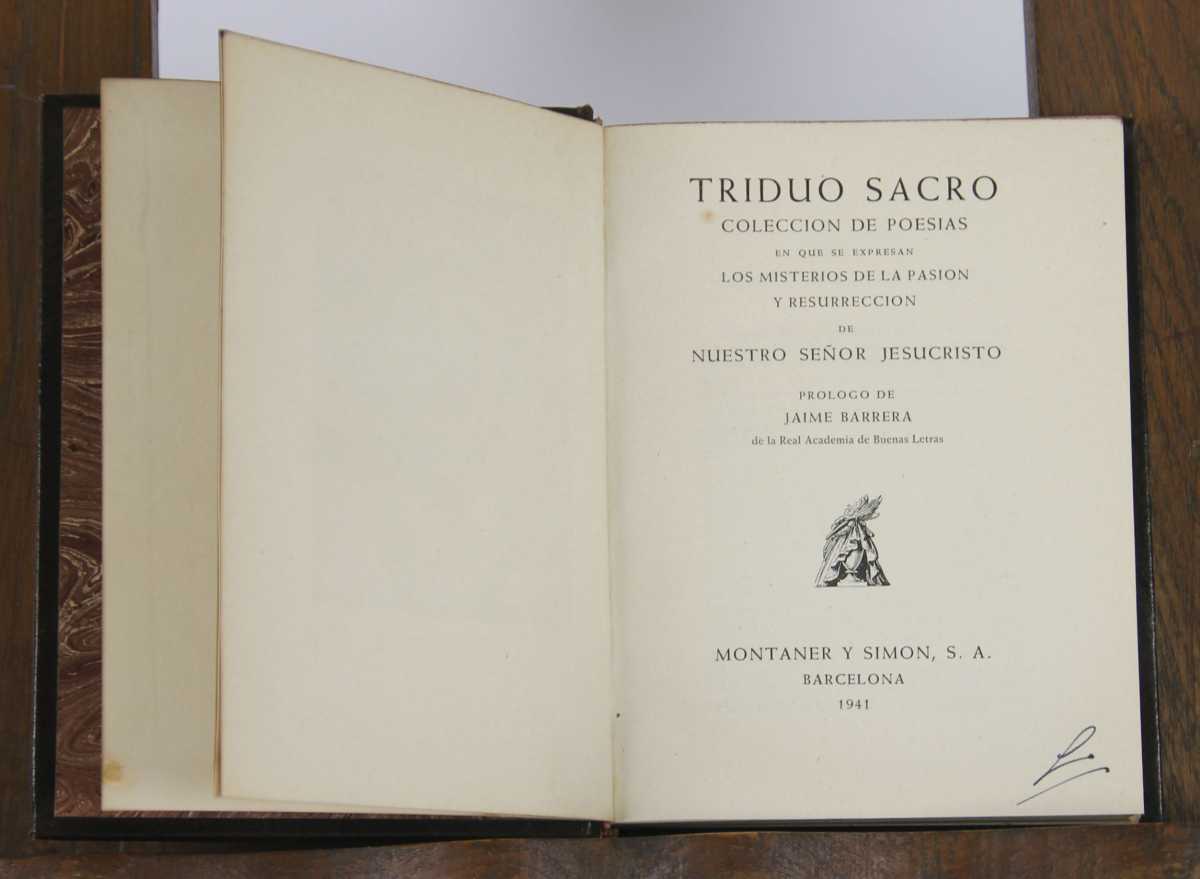 TRIDUO SACRO
COLECCION DE POESIAS
EN QUE SE EXPRESAN
LOS MISTERIOS DE LA PASION
Y RESURRECCION
DE
NUESTRO SEÑOR JESUCRISTO
PROLOGO DE
JAIME BARRERA
de la Real Academia de Buenas Letras
MONTANER Y SIMON, S. A.
BARCELONA
1941